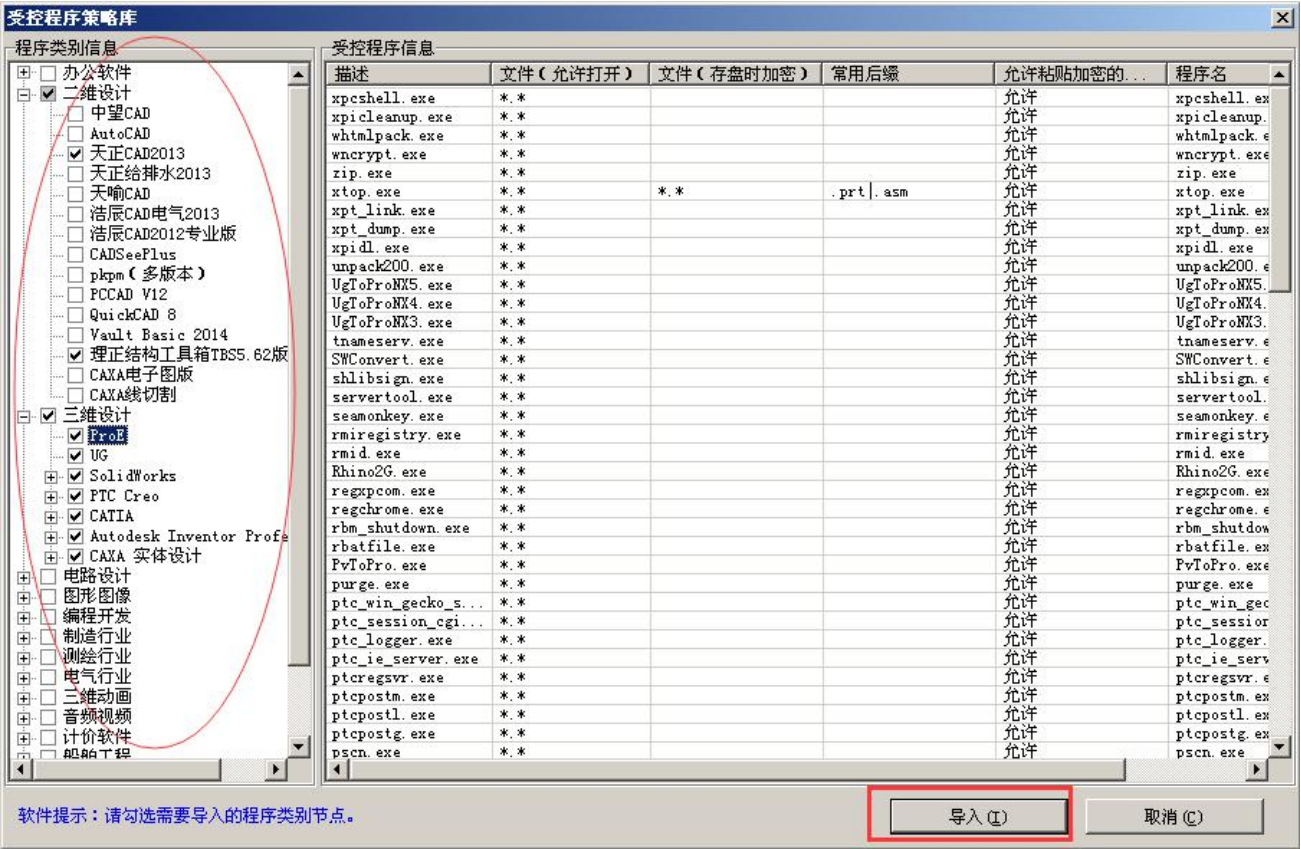 受控程序策略库
程序类别信息
办公软件
二维设计
中望CAD
AutoCAD
天正CAD2013
天正给排水2013
天喻CAD
浩辰CAD电气2013
浩辰CAD2012专业版
CADSeePlus
pkpm(多版本)
PCCAD V12
QuickCAD 8
Vault Basic 2014
理正结构工具箱TBS5.62版
CAXA电子图版
CAXA线切割
三维设计
ProE
UG
SolidWorks
PTC Creo
CATIA
Autodesk Inventor Profe
CAXA 实体设计
电路设计
图形图像
编程开发
制造行业
测绘行业
电气行业
三维动画
音频视频
计价软件
船舶工程
受控程序信息
描述 文件(允许打开) 文件(存盘时加密) 常用后缀 允许粘贴加密的... 程序名
xpcshell.exe *.* 允许 xpcshell.ex
xpicleanup.exe *.* 允许 xpicleanup.
whtmlpack.exe *.* 允许 whtmlpack.e
wncrypt.exe *.* 允许 wncrypt.exe
zip.exe *.* 允许 zip.exe
xtop.exe *.* *.* .prt|.asm 允许 xtop.exe
xpt_link.exe *.* 允许 xpt_link.ex
xpt_dump.exe *.* 允许 xpt_dump.ex
xpidl.exe *.* 允许 xpidl.exe
unpack200.exe *.* 允许 unpack200.e
UgToProNX5.exe *.* 允许 UgToProNX5.
UgToProNX4.exe *.* 允许 UgToProNX4.
UgToProNX3.exe *.* 允许 UgToProNX3.
tnameserv.exe *.* 允许 tnameserv.e
SWConvert.exe *.* 允许 SWConvert.e
shlibsign.exe *.* 允许 shlibsign.e
servertool.exe *.* 允许 servertool.
seamonkey.exe *.* 允许 seamonkey.e
rmiregistry.exe *.* 允许 rmiregistry
rmid.exe *.* 允许 rmid.exe
Rhino2G.exe *.* 允许 Rhino2G.exe
regxpcom.exe *.* 允许 regxpcom.ex
regchrome.exe *.* 允许 regchrome.e
rbm_shutdown.exe *.* 允许 rbm_shutdow
rbatfile.exe *.* 允许 rbatfile.ex
PvToPro.exe *.* 允许 PvToPro.exe
purge.exe *.* 允许 purge.exe
ptc_win_gecko_s... *.* 允许 ptc_win_gec
ptc_session_cgi... *.* 允许 ptc_session
ptc_logger.exe *.* 允许 ptc_logger.
ptc_ie_server.exe *.* 允许 ptc_ie_serv
ptcregsvr.exe *.* 允许 ptcregsvr.e
ptcpostm.exe *.* 允许 ptcpostm.ex
ptcpostl.exe *.* 允许 ptcpostl.ex
ptcpostg.exe *.* 允许 ptcpostg.ex
pscn.exe *.* 允许 pscn.exe
软件提示:请勾选需要导入的程序类别节点。
导入(I)
取消(C)